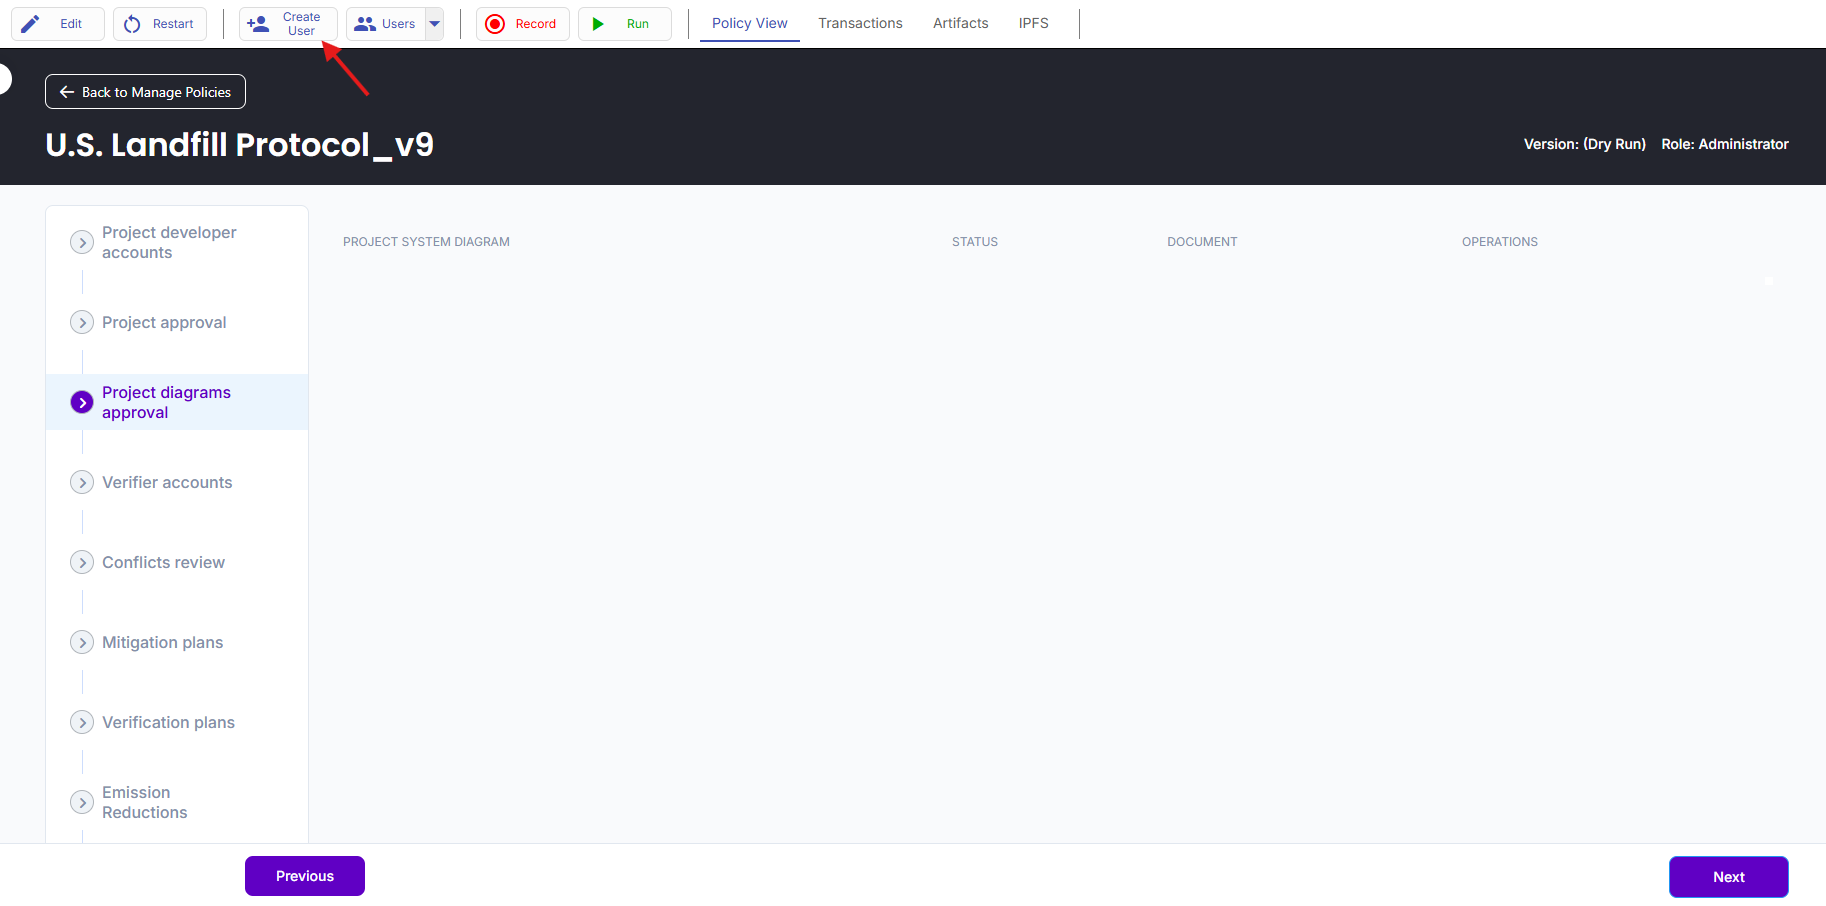 Edit
Restart
Create
User
Users
Record
Run
Policy View
Transactions
Artifacts
IPFS
Back to Manage Policies
U.S. Landfill Protocol_v9
Version: (Dry Run)
Role: Administrator
Project developer
accounts
Project approval
Project diagrams
approval
Verifier accounts
Conflicts review
Mitigation plans
Verification plans
Emission
Reductions
PROJECT SYSTEM DIAGRAM
STATUS
DOCUMENT
OPERATIONS
Previous
Next